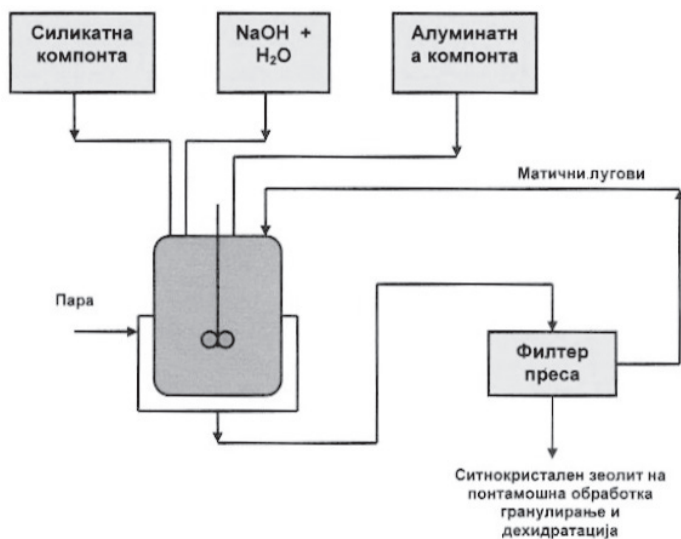 Силикатна
компонта
NaOH +
H₂O
Алуминатн
а компонта
Матични лугови
Пара
Филтер
преса
Ситнокристален зеолит на
понтамошна обработка
гранулирање и
дехидратација